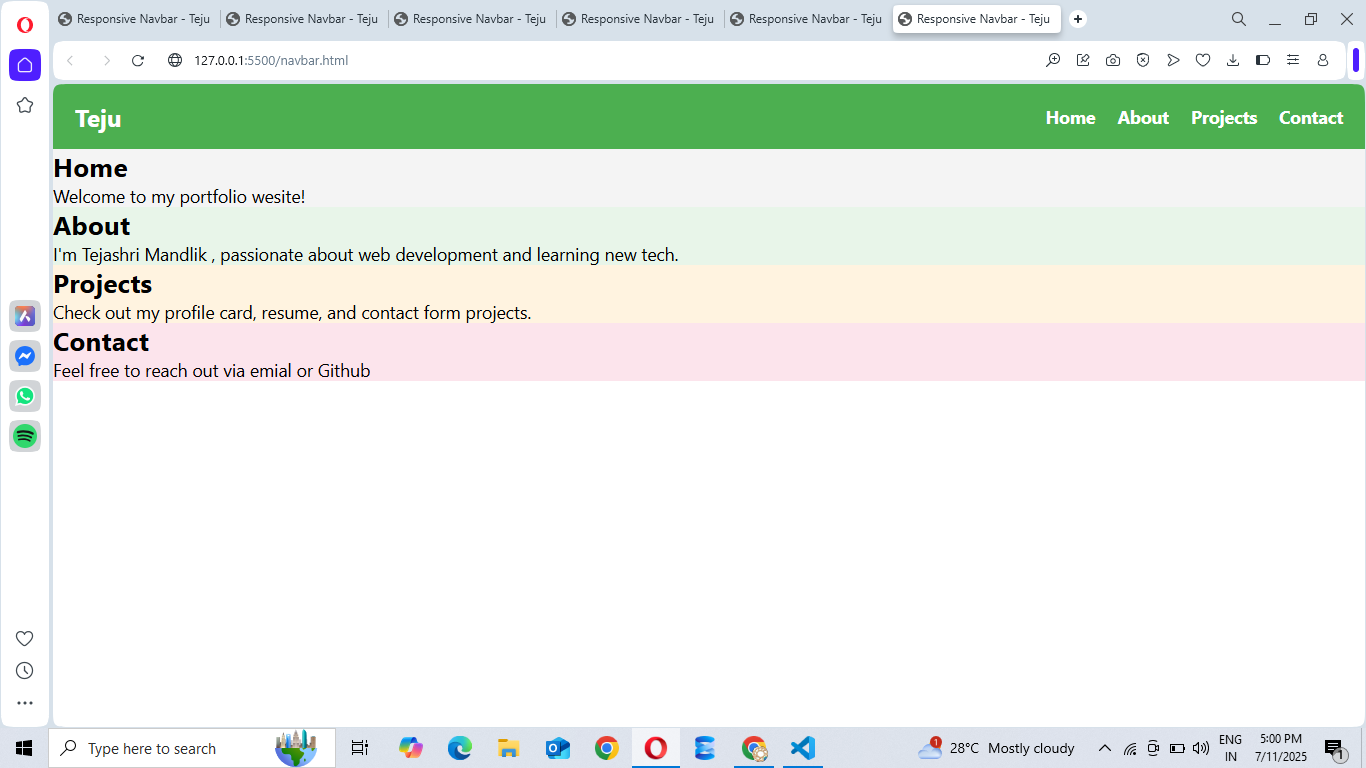 Responsive Navbar - Teju
Responsive Navbar - Teju
Responsive Navbar - Teju
Responsive Navbar - Teju
Responsive Navbar - Teju
Responsive Navbar - Teju
127.0.0.1:5500/navbar.html
Teju
Home About Projects Contact
Home
Welcome to my portfolio wesite!
About
I'm Tejashri Mandlik , passionate about web development and learning new tech.
Projects
Check out my profile card, resume, and contact form projects.
Contact
Feel free to reach out via emial or Github
Type here to search
1
28°C Mostly cloudy
ENG
IN
5:00 PM
7/11/2025
1